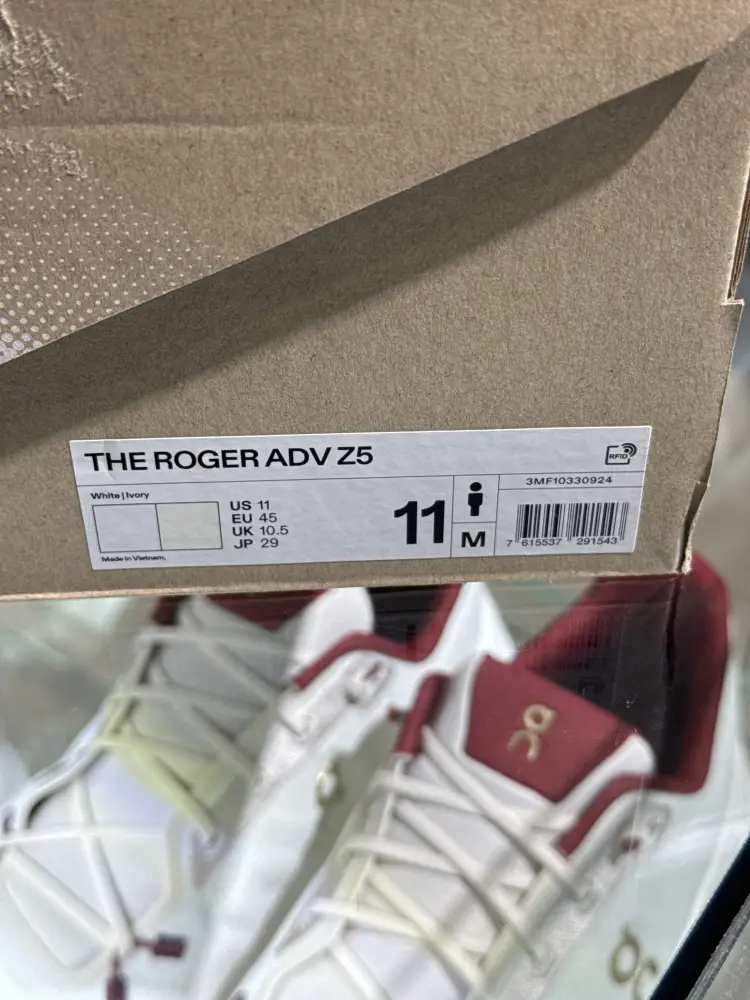 THE ROGER ADV Z5
RFID
White | Ivory
US 11
EU 45
UK 10.5
JP 29
Made in Vietnam.
11
M
3MF10330924
7 615537 291543